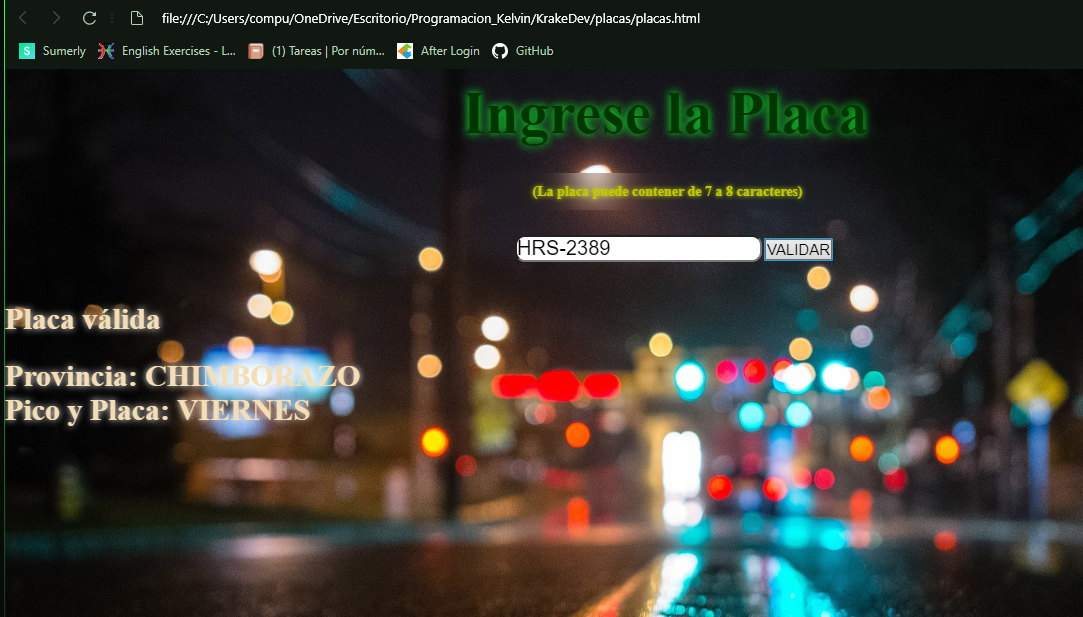 file:///C:/Users/compu/OneDrive/Escritorio/Programacion_Kelvin/KrakeDev/placas/placas.html
S Sumerly English Exercises - L... (1) Tareas | Por núm... After Login GitHub
Ingrese la Placa
(La placa puede contener de 7 a 8 caracteres)
HRS-2389 VALIDAR
Placa válida
Provincia: CHIMBORAZO
Pico y Placa: VIERNES